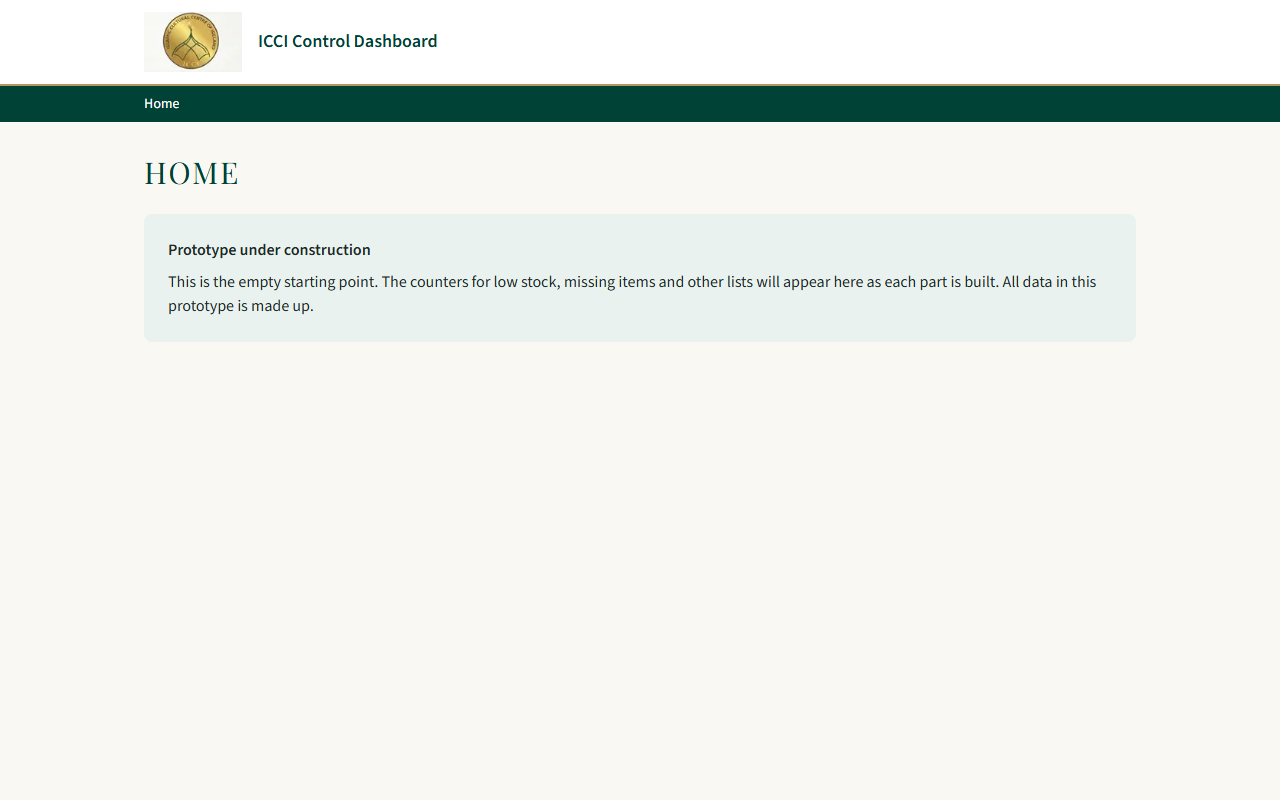 ICCI Control Dashboard
Home
HOME
Prototype under construction
This is the empty starting point. The counters for low stock, missing items and other lists will appear here as each part is built. All data in this
prototype is made up.